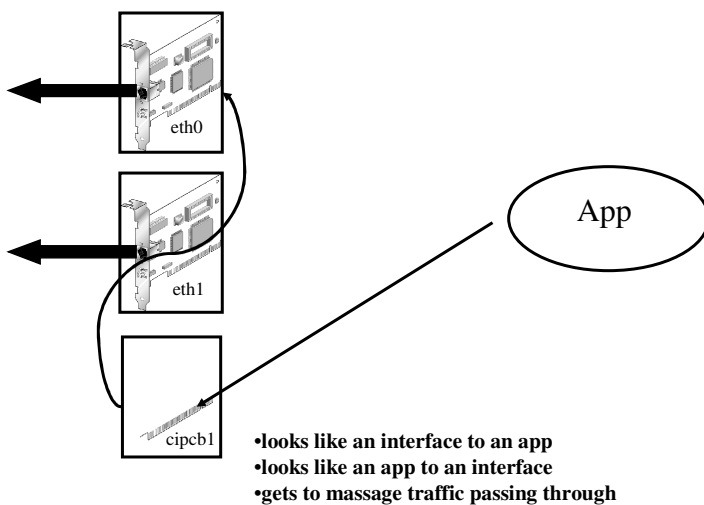 eth0
eth1
App
cipcb1
•looks like an interface to an app
•looks like an app to an interface
•gets to massage traffic passing through